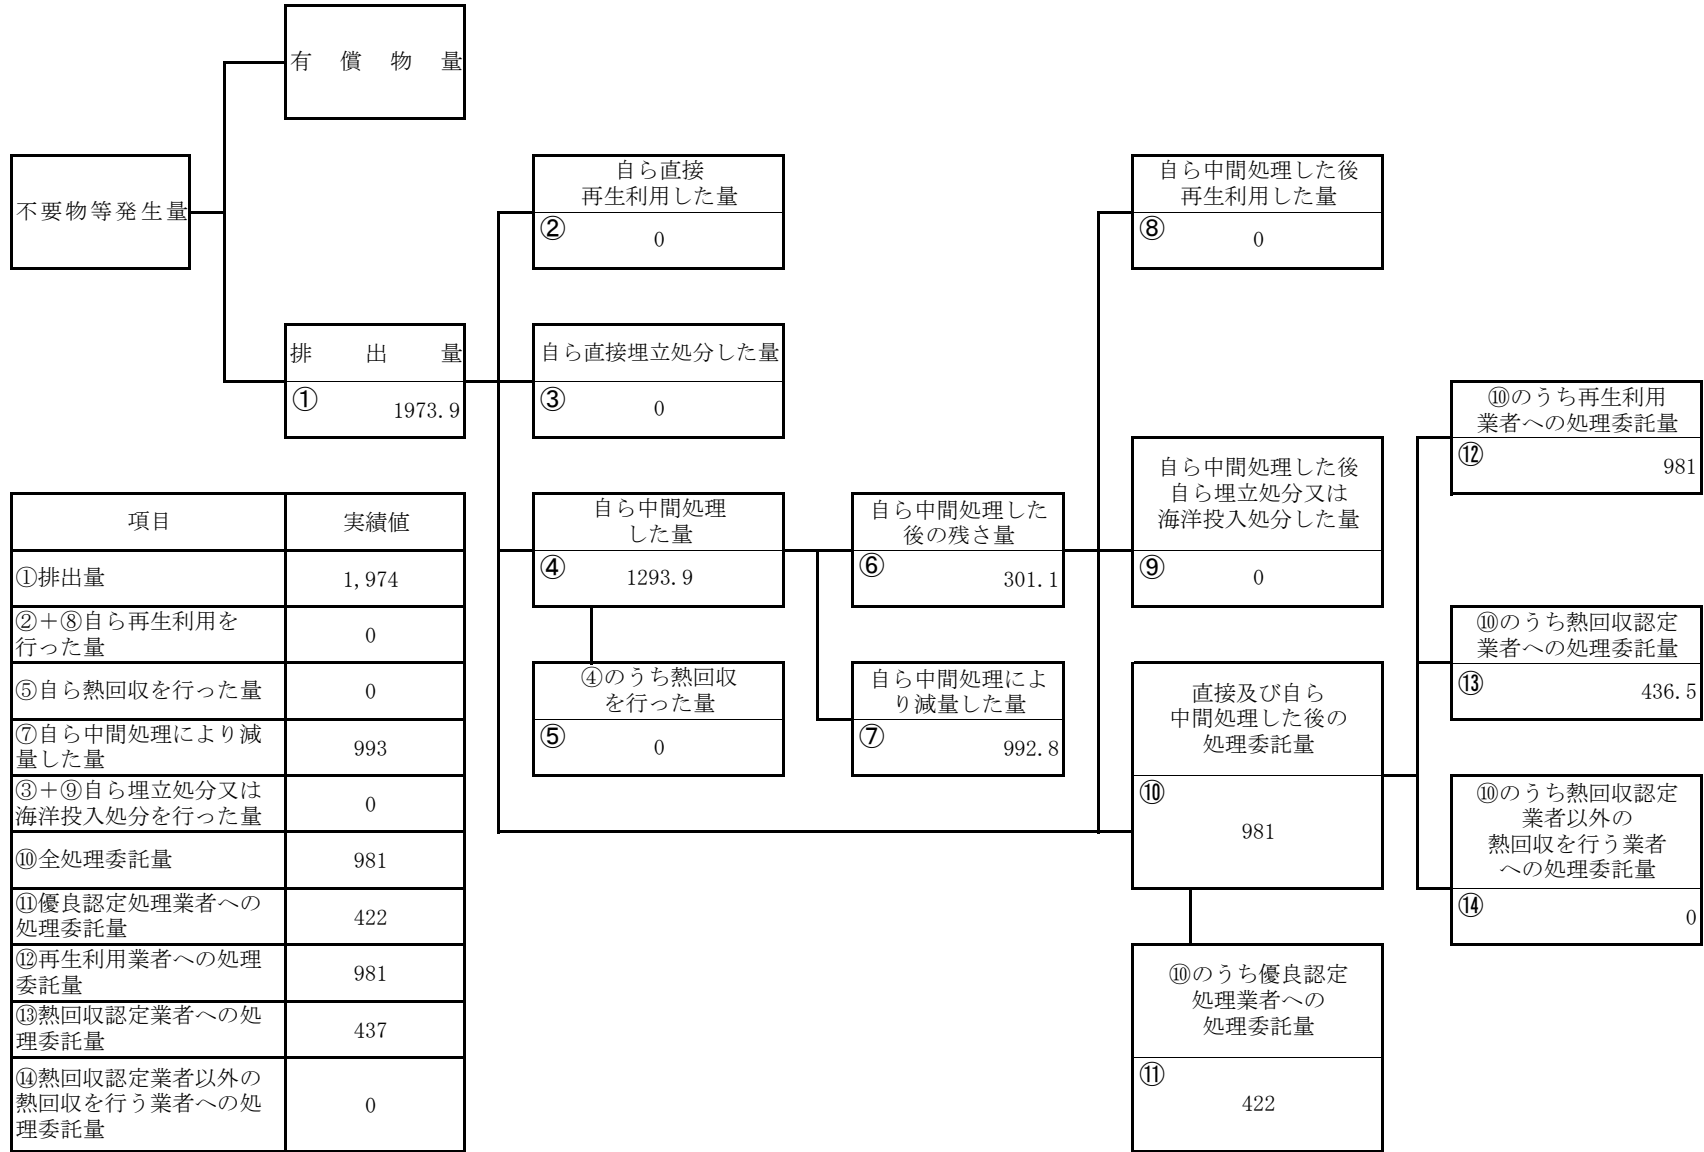 有償物量
不要物等発生量
自ら直接
再生利用した量
② 0
自ら中間処理した後
再生利用した量
⑧ 0
排出量
① 1973.9
自ら直接埋立処分した量
③ 0
自ら中間処理
した量
④ 1293.9
自ら中間処理した
後の残さ量
⑥ 301.1
自ら中間処理した後
自ら埋立処分又は
海洋投入処分した量
⑨ 0
⑩のうち再生利用
業者への処理委託量
⑫ 981
④のうち熱回収
を行った量
⑤ 0
自ら中間処理によ
り減量した量
⑦ 992.8
直接及び自ら
中間処理した後の
処理委託量
⑩
981
⑩のうち熱回収認定
業者への処理委託量
⑬ 436.5
⑩のうち熱回収認定
業者以外の
熱回収を行う業者
への処理委託量
⑭ 0
⑩のうち優良認定
処理業者への
処理委託量
⑪
422
項目 実績値
①排出量 1,974
②＋⑧自ら再生利用を
行った量 0
⑤自ら熱回収を行った量 0
⑦自ら中間処理により減
量した量 993
③＋⑨自ら埋立処分又は
海洋投入処分を行った量 0
⑩全処理委託量 981
⑪優良認定処理業者への
処理委託量 422
⑫再生利用業者への処理
委託量 981
⑬熱回収認定業者への処
理委託量 437
⑭熱回収認定業者以外の
熱回収を行う業者への処 0
理委託量